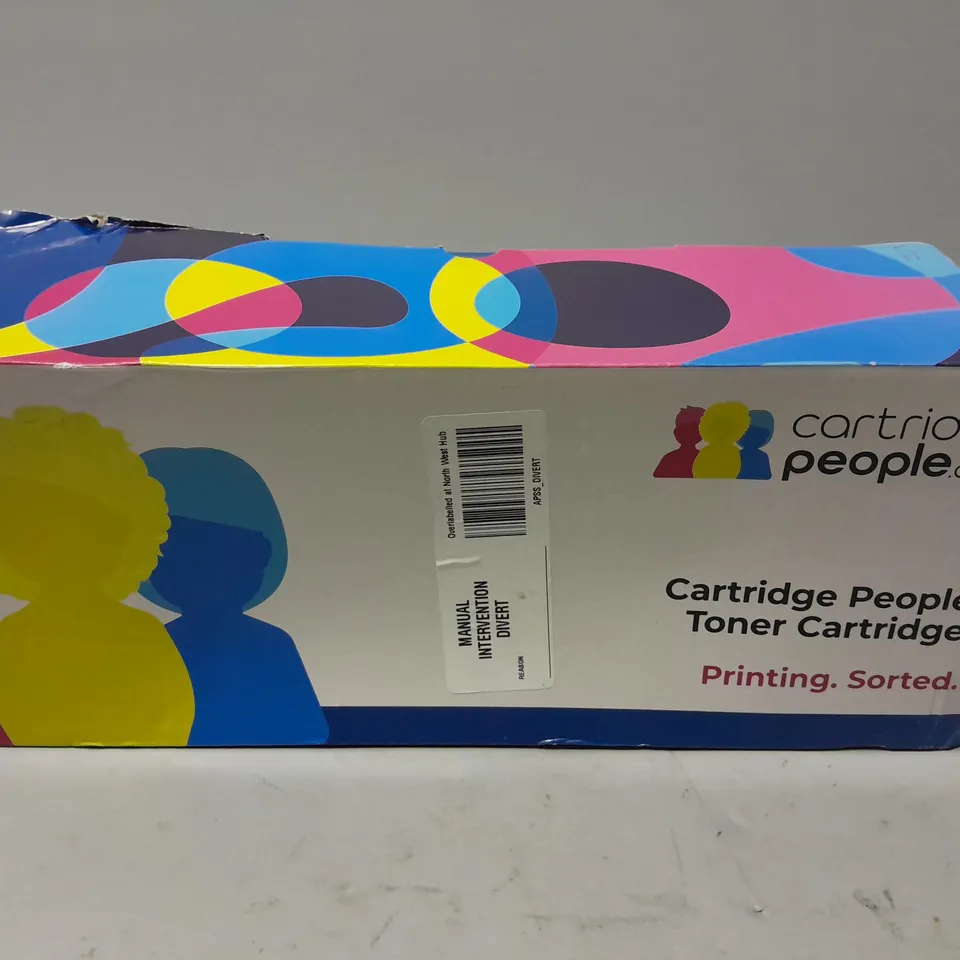 cartrid
people.c
Cartridge People
Toner Cartridge
Printing. Sorted.
Overlabelled at North West Hub
APSS_DIVERT
MANUAL
INTERVENTION
DIVERT
REASON